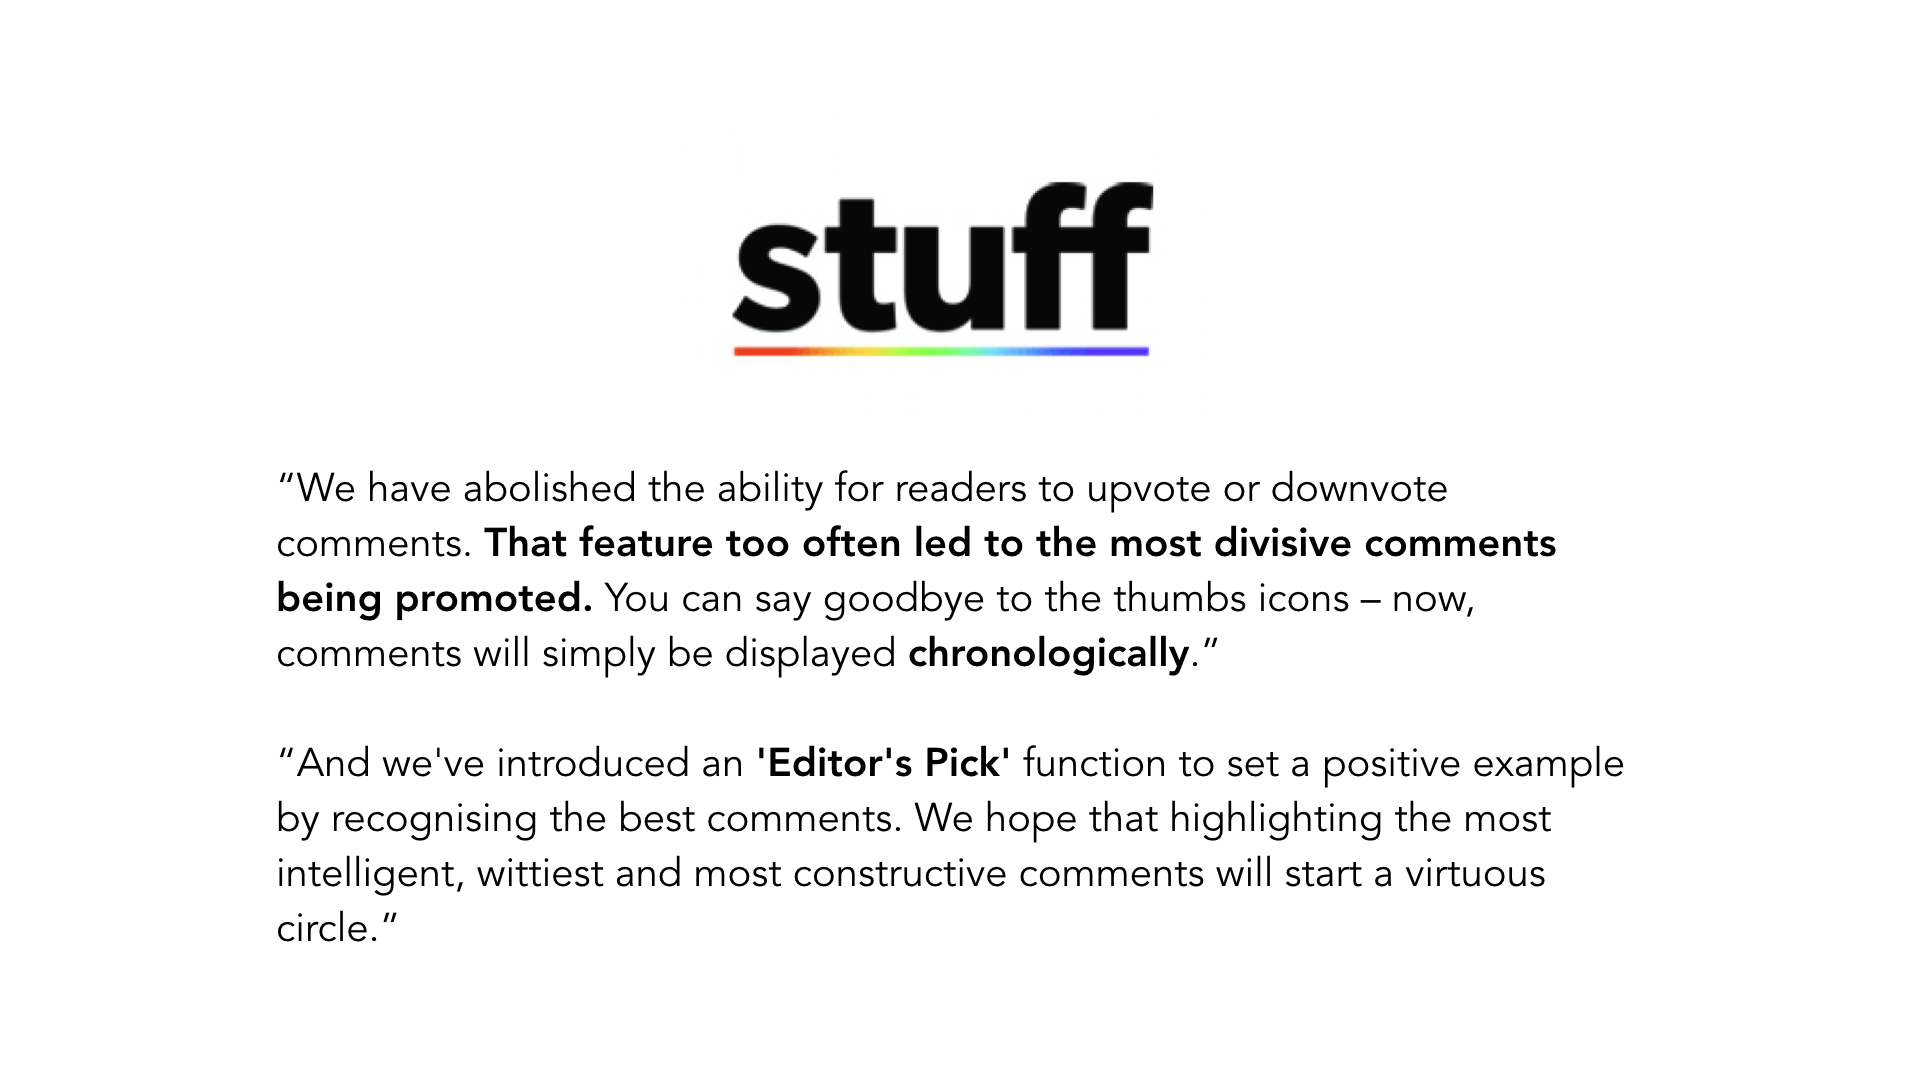 stuff
“We have abolished the ability for readers to upvote or downvote
comments. That feature too often led to the most divisive comments
being promoted. You can say goodbye to the thumbs icons – now,
comments will simply be displayed chronologically.”
“And we've introduced an 'Editor's Pick' function to set a positive example
by recognising the best comments. We hope that highlighting the most
intelligent, wittiest and most constructive comments will start a virtuous
circle.”